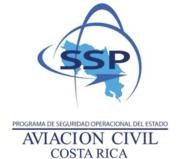 SSP
PROGRAMA DE SEGURIDAD OPERACIONAL DEL ESTADO
AVIACION CIVIL
COSTA RICA